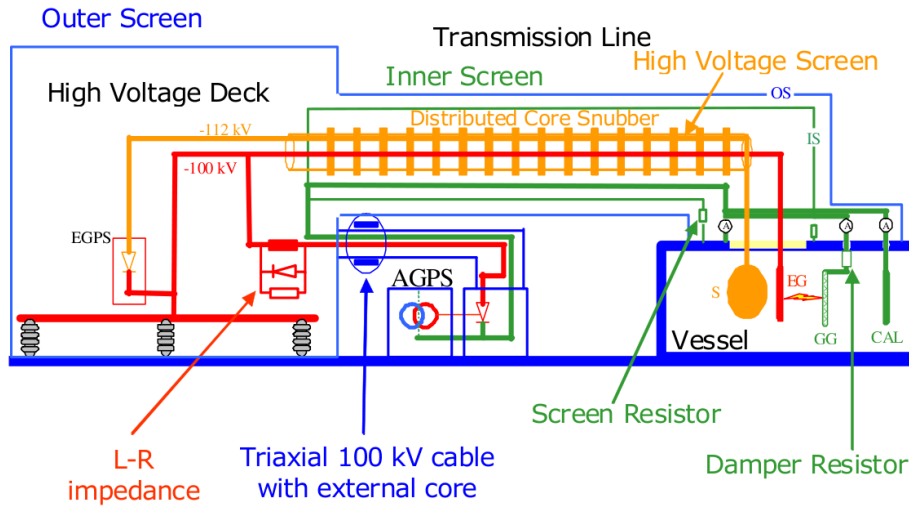 Outer Screen
Transmission Line
High Voltage Screen
Inner Screen
High Voltage Deck
OS
Distributed Core Snubber
-112 kV
IS
-100 kV
EGPS
A
A
A
AGPS
S
EG
Vessel
GG
CAL
Screen Resistor
L-R
impedance
Triaxial 100 kV cable
with external core
Damper Resistor